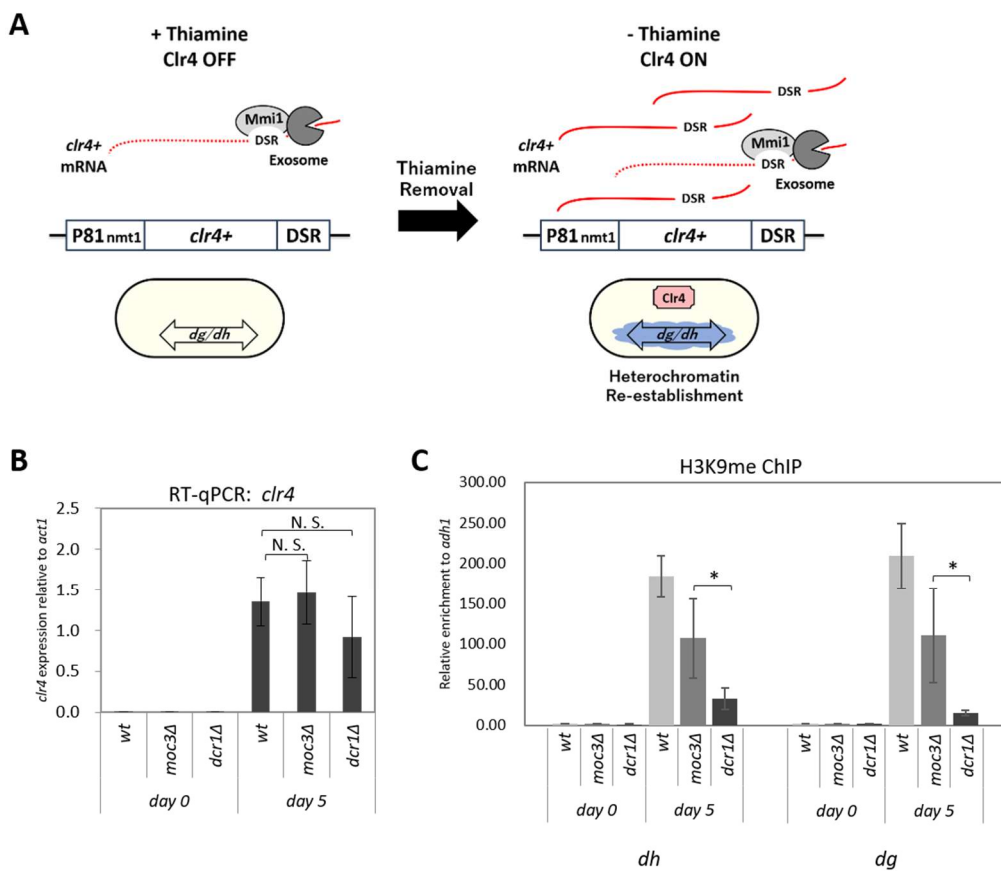 A
+ Thiamine
Clr4 OFF
clr4+
mRNA
Mmi1
DSR
Exosome
P81nmt1 clr4+ DSR
dg/dh
Thiamine
Removal
- Thiamine
Clr4 ON
DSR
clr4+
mRNA
DSR
Mmi1
DSR
Exosome
DSR
P81nmt1 clr4+ DSR
Clr4
dg/dh
Heterochromatin
Re-establishment
B
RT-qPCR: clr4
clr4 expression relative to act1
2.5
2.0
1.5
1.0
0.5
0.0
N. S.
N. S.
wt moc3Δ dcr1Δ wt moc3Δ dcr1Δ
day 0 day 5
C
H3K9me ChIP
Relative enrichment to adh1
300.00
250.00
200.00
150.00
100.00
50.00
0.00
* *
wt moc3Δ dcr1Δ wt moc3Δ dcr1Δ wt moc3Δ dcr1Δ wt moc3Δ dcr1Δ
day 0 day 5 day 0 day 5
dh dg